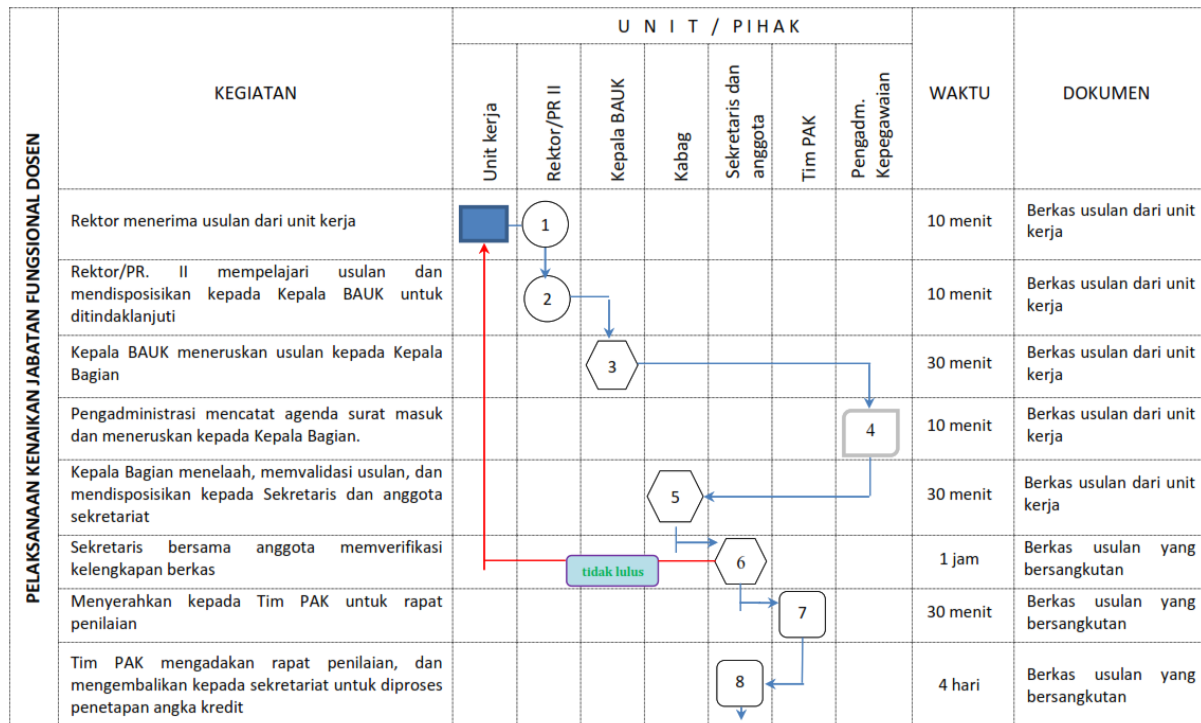 PELAKSANAAN KENAIKAN JABATAN FUNGSIONAL DOSEN
KEGIATAN
U N I T / PIHAK
WAKTU
DOKUMEN
Unit kerja
Rektor/PR II
Kepala BAUK
Kabag
Sekretaris dan
anggota
Tim PAK
Pengadm.
Kepegawaian
Rektor menerima usulan dari unit kerja
1
10 menit
Berkas usulan dari unit
kerja
Rektor/PR. II mempelajari usulan dan
mendisposisikan kepada Kepala BAUK untuk
ditindaklanjuti
2
10 menit
Berkas usulan dari unit
kerja
Kepala BAUK meneruskan usulan kepada Kepala
Bagian
3
30 menit
Berkas usulan dari unit
kerja
Pengadministrasi mencatat agenda surat masuk
dan meneruskan kepada Kepala Bagian.
4
10 menit
Berkas usulan dari unit
kerja
Kepala Bagian menelaah, memvalidasi usulan, dan
mendisposisikan kepada Sekretaris dan anggota
sekretariat
5
30 menit
Berkas usulan dari unit
kerja
Sekretaris bersama anggota memverifikasi
kelengkapan berkas
tidak lulus
6
1 jam
Berkas usulan yang
bersangkutan
Menyerahkan kepada Tim PAK untuk rapat
penilaian
7
30 menit
Berkas usulan yang
bersangkutan
Tim PAK mengadakan rapat penilaian, dan
mengembalikan kepada sekretariat untuk diproses
penetapan angka kredit
8
4 hari
Berkas usulan yang
bersangkutan